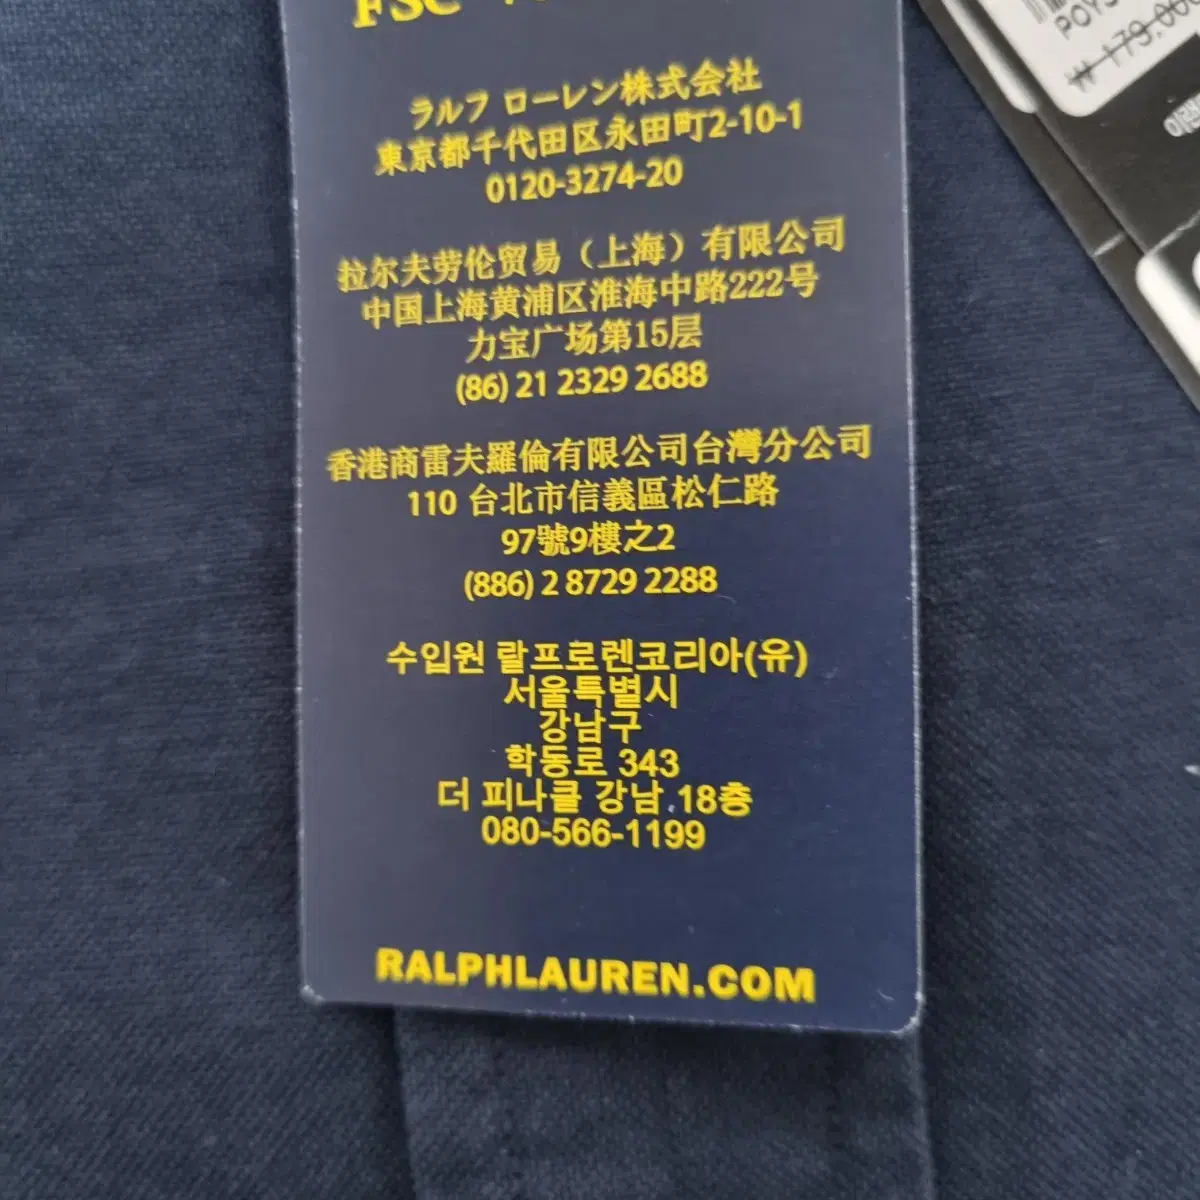 FSC
ラルフ ローレン株式会社
東京都千代田区永田町2-10-1
0120-3274-20
拉尔夫劳伦贸易（上海）有限公司
中国上海黄浦区淮海中路222号
力宝广场第15层
(86) 21 2329 2688
香港商雷夫羅倫有限公司台灣分公司
110 台北市信義區松仁路
97號9樓之2
(886) 2 8729 2288
수입원 랄프로렌코리아(유)
서울특별시
강남구
학동로 343
더 피나클 강남 18층
080-566-1199
RALPHLAUREN.COM
POYS
₩ 179,000